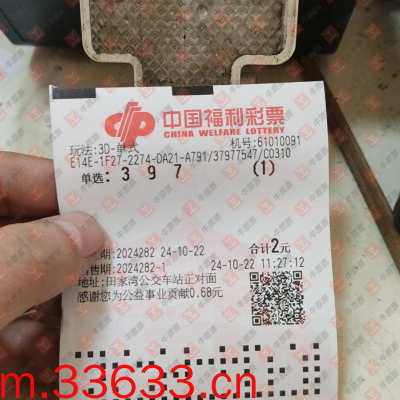 中国福利彩票
CHINA WELFARE LOTTERY
玩法:3D-单式 机号:61010091
E14E-1F27-2274-DA21-A791/37977547/C0310
单选: 3 9 7 (1)
期:2024282 24-10-22 合计2元
售期:2024282-1 24-10-22 11:27:12
地址:田家湾公交车站正对面
感谢您为公益事业贡献0.68元
m.33633.cn